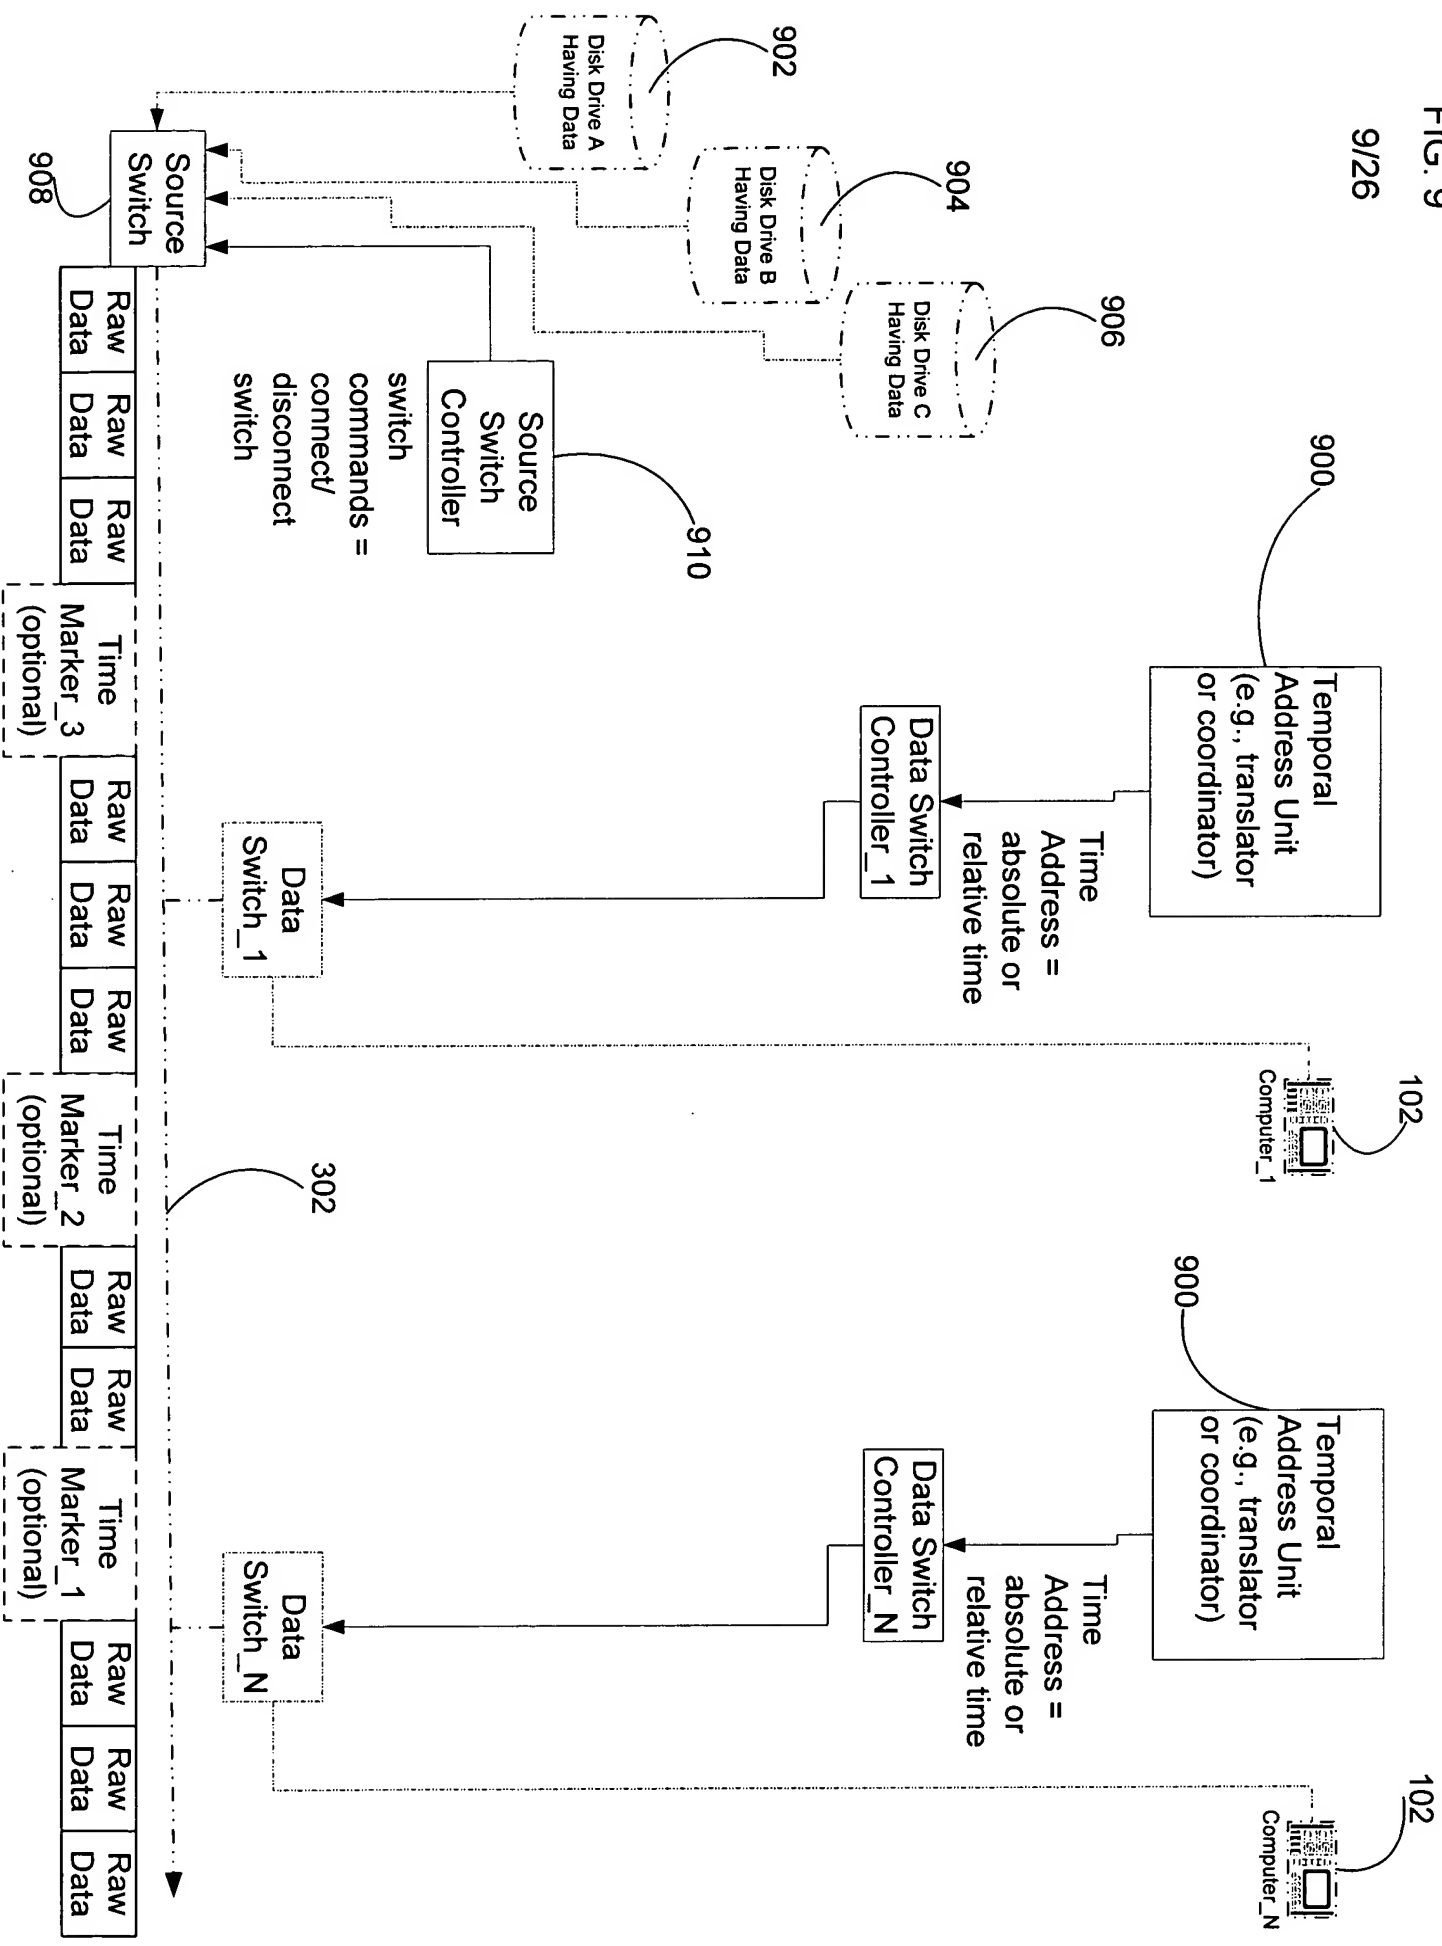 FIG. 9
9/26
902
Disk Drive A
Having Data
904
Disk Drive B
Having Data
906
Disk Drive C
Having Data
900
Temporal
Address Unit
(e.g., translator
or coordinator)
Time
Address =
absolute or
relative time
Data Switch
Controller_1
102
Computer_1
900
Temporal
Address Unit
(e.g., translator
or coordinator)
Time
Address =
absolute or
relative time
Data Switch
Controller_N
102
Computer_N
910
Source
Switch
Controller
switch
commands =
connect/
disconnect
switch
Data
Switch_1
302
Data
Switch_N
Source
Switch
908
Raw
Data
Raw
Data
Raw
Data
Time
Marker_3
(optional)
Raw
Data
Raw
Data
Raw
Data
Time
Marker_2
(optional)
Raw
Data
Raw
Data
Time
Marker_1
(optional)
Raw
Data
Raw
Data
Raw
Data